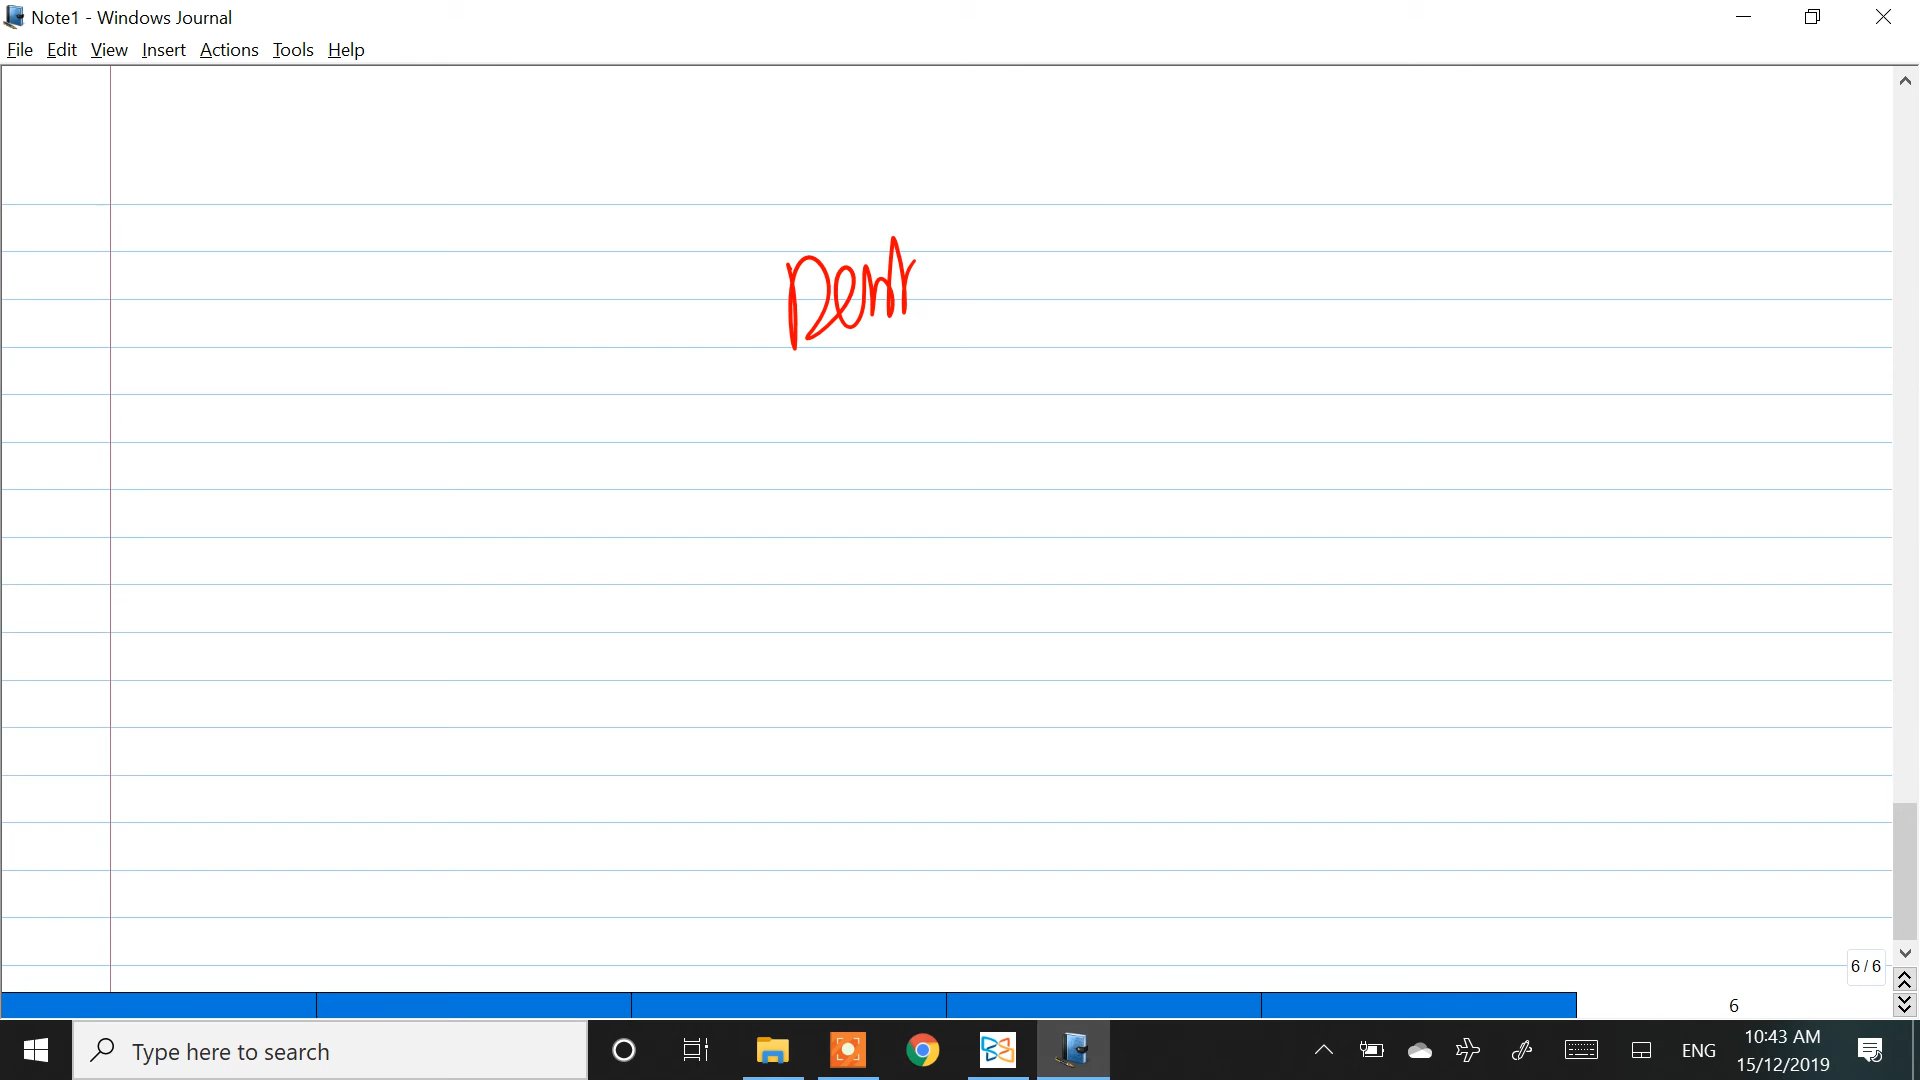 Note1 - Windows Journal
File Edit View Insert Actions Tools Help
6 / 6
6
Type here to search
ENG
10:43 AM
15/12/2019